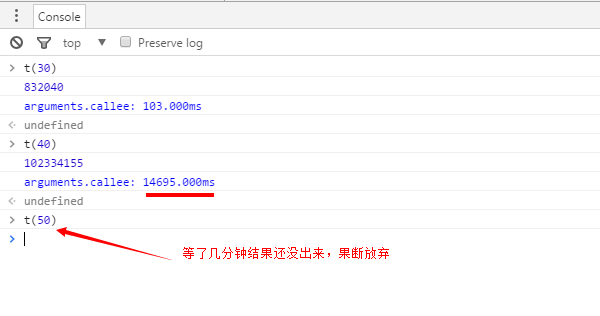 Console
top Preserve log
t(30)
832040
arguments.callee: 103.000ms
undefined
t(40)
102334155
arguments.callee: 14695.000ms
undefined
t(50)
等了几分钟结果还没出来，果断放弃